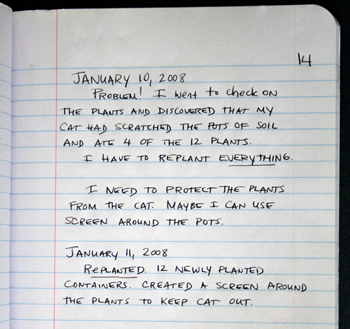 14
JANUARY 10, 2008
PROBLEM! I went to check on
THE PLANTS AND DISCOVERED THAT MY
CAT HAD SCRATCHED THE POTS OF SOIL
AND ATE 4 OF THE 12 PLANTS.
I HAVE TO REPLANT EVERYTHING.
I NEED TO PROTECT THE PLANTS
FROM THE CAT. MAYBE I CAN USE
SCREEN AROUND THE POTS.
JANUARY 11, 2008
REPLANTED. 12 NEWLY PLANTED
CONTAINERS. CREATED A SCREEN AROUND
THE PLANTS TO KEEP CAT OUT.